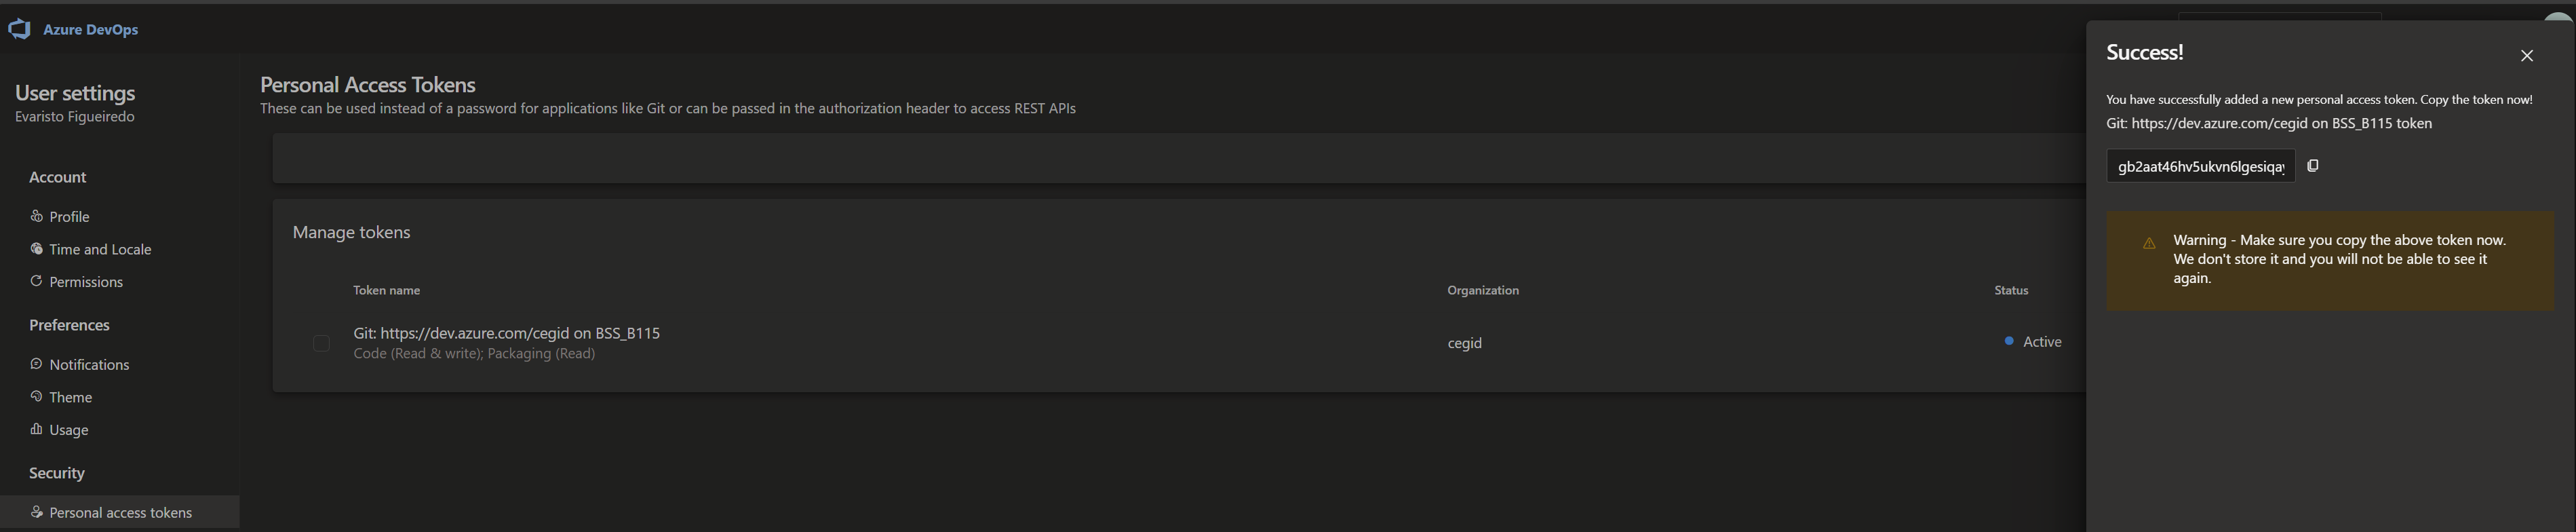 Azure DevOps
User settings
Evaristo Figueiredo
Account
Profile
Time and Locale
Permissions
Preferences
Notifications
Theme
Usage
Security
Personal access tokens
Personal Access Tokens
These can be used instead of a password for applications like Git or can be passed in the authorization header to access REST APIs
Manage tokens
Token name
Organization
Status
Git: https://dev.azure.com/cegid on BSS_B115
Code (Read & write); Packaging (Read)
cegid
Active
Success!
You have successfully added a new personal access token. Copy the token now!
Git: https://dev.azure.com/cegid on BSS_B115 token
gb2aat46hv5ukvn6lgesiqay
Warning - Make sure you copy the above token now.
We don't store it and you will not be able to see it
again.